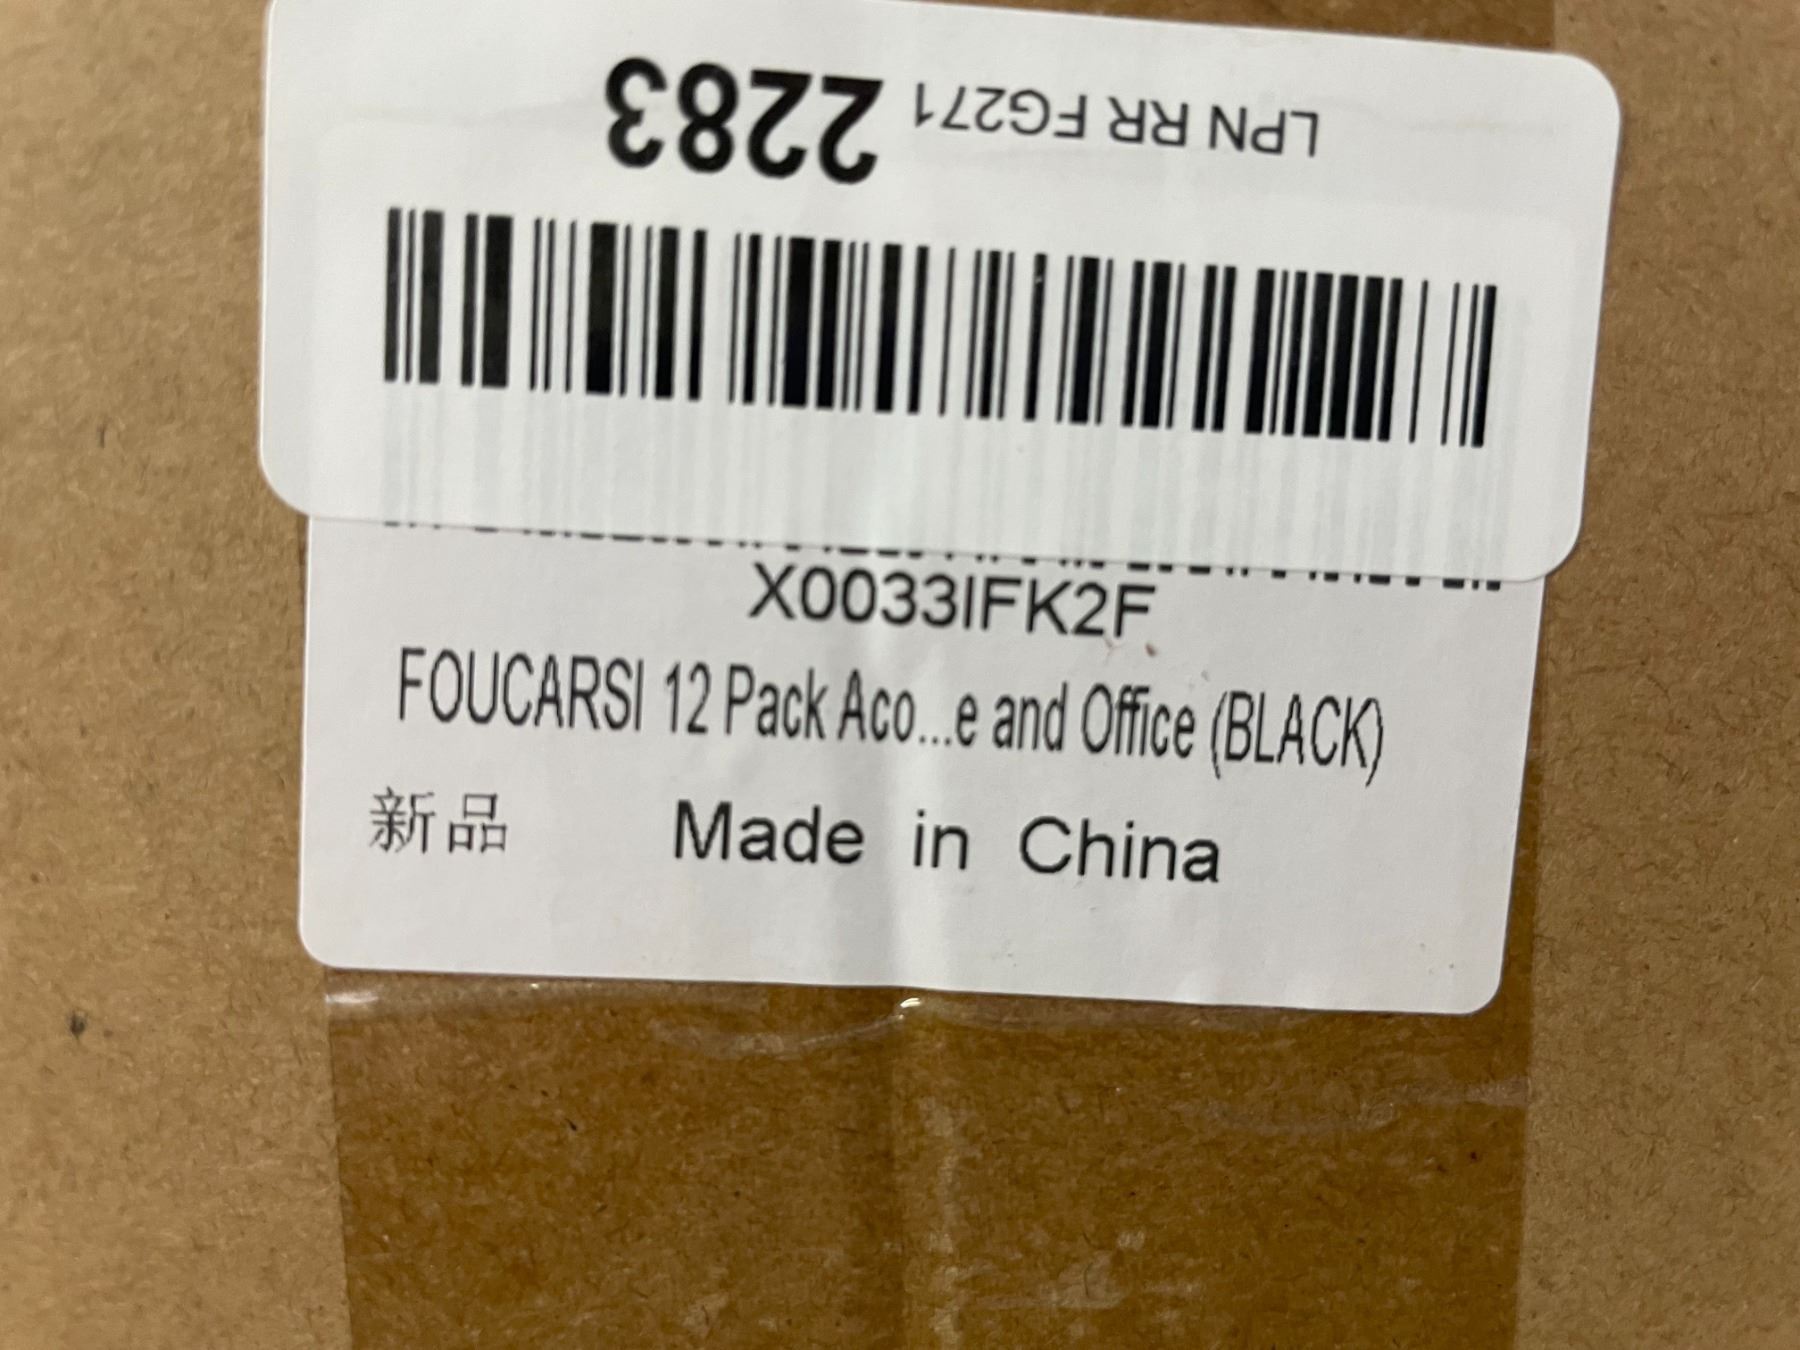 LPN RR FG271 2283
X0033IFK2F
FOUCARSI 12 Pack Aco...e and Office (BLACK)
新品 Made in China